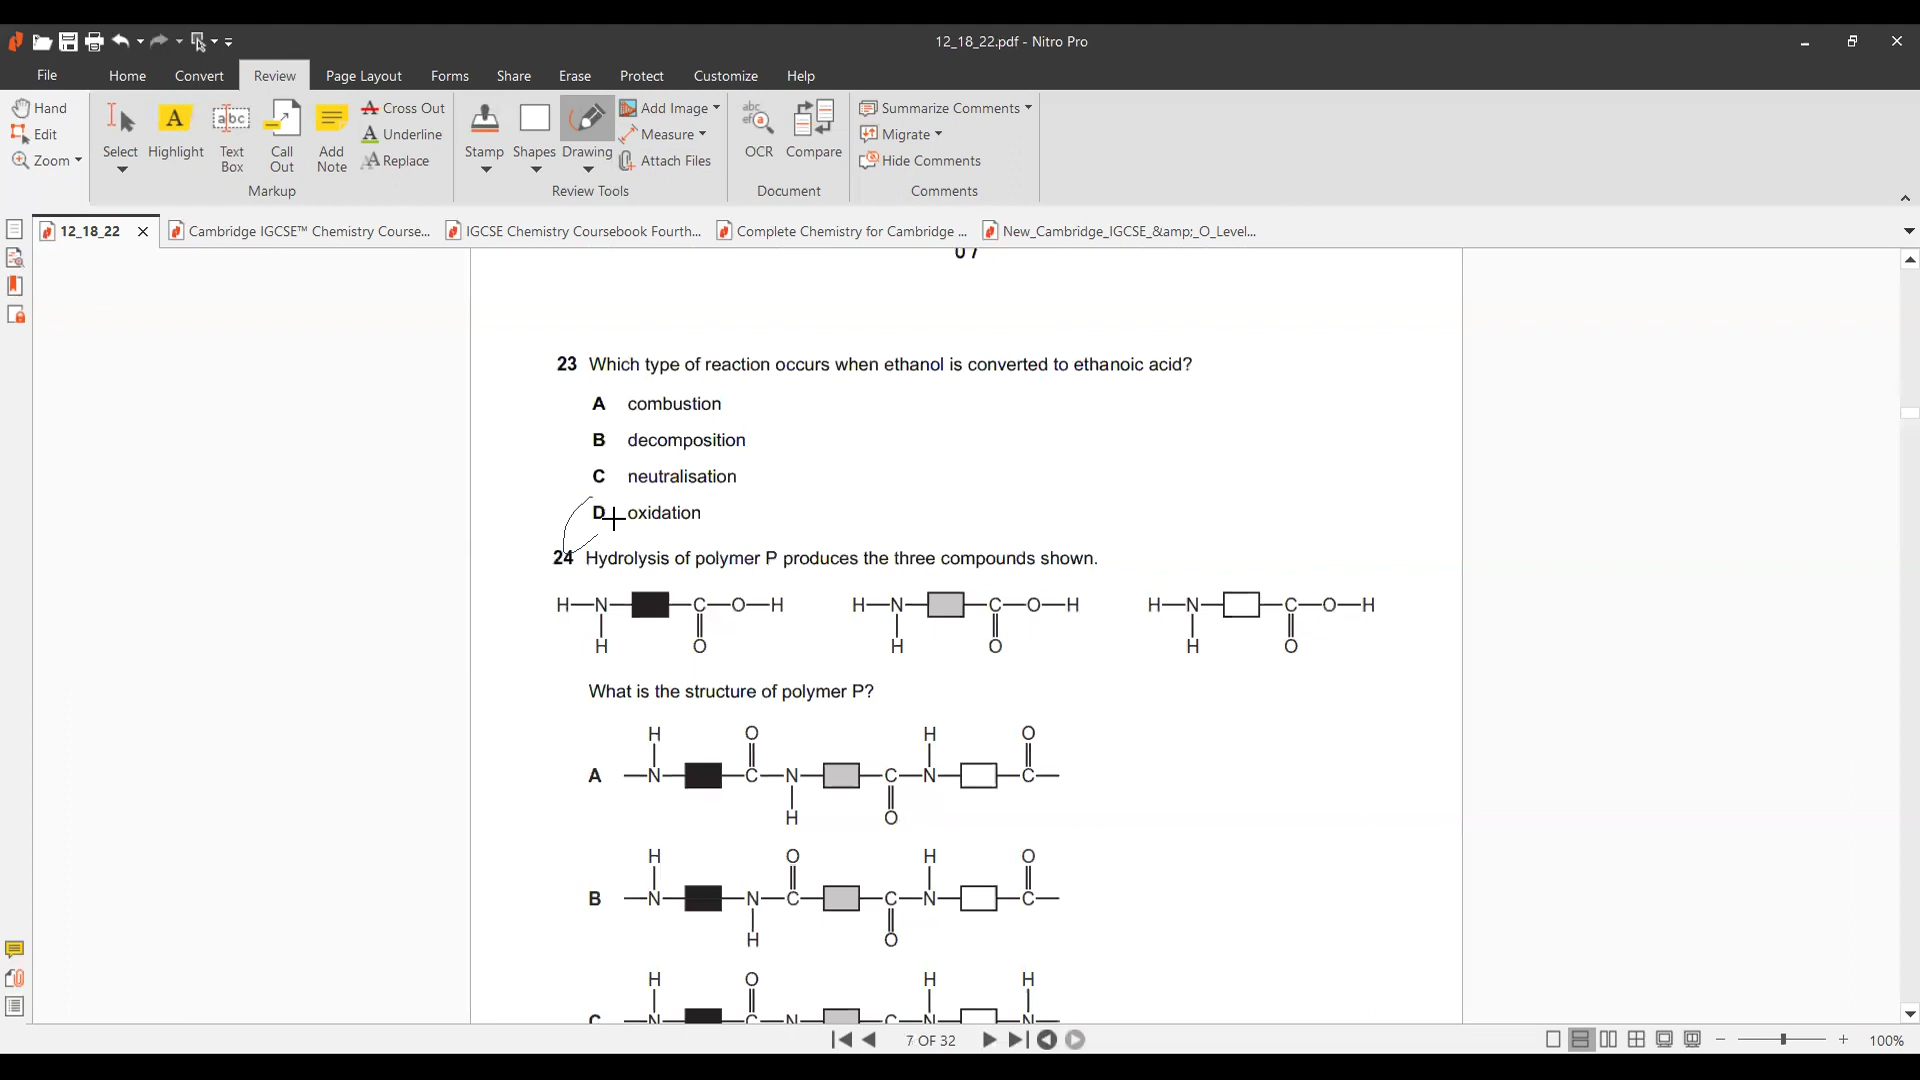 12_18_22.pdf - Nitro Pro
File Home Convert Review Page Layout Forms Share Erase Protect Customize Help
Hand
Edit
Zoom
Select
Highlight
Text Box
Call Out
Add Note
Cross Out
Underline
Replace
Markup
Stamp
Shapes
Drawing
Add Image
Measure
Attach Files
Review Tools
OCR
Compare
Document
Summarize Comments
Migrate
Hide Comments
Comments
12_18_22
Cambridge IGCSE™ Chemistry Course...
IGCSE Chemistry Coursebook Fourth...
Complete Chemistry for Cambridge ...
New_Cambridge_IGCSE_&amp;_O_Level...
23 Which type of reaction occurs when ethanol is converted to ethanoic acid?
A combustion
B decomposition
C neutralisation
D oxidation
24 Hydrolysis of polymer P produces the three compounds shown.
H N C O H H N C O H H N C O H
H O H O H O
What is the structure of polymer P?
H O H O
A N C N C N C
H O
H O H O
B N N C C N C
H O
H O H H
C N C N C N N
7 OF 32
100%